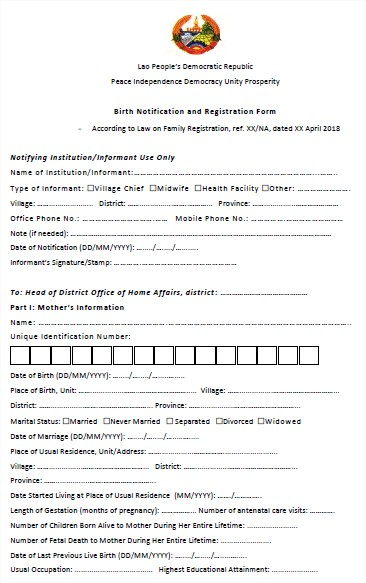 Lao People's Democratic Republic
Peace Independence Democracy Unity Prosperity
Birth Notification and Registration Form
- According to Law on Family Registration, ref. XX/NA, dated XX April 2018
Notifying Institution/Informant Use Only
Name of Institution/Informant:................................................................
Type of Informant: ☐Village Chief ☐Midwife ☐Health Facility ☐Other: ........................
Village: ........................ District: .................................... Province: ....................................
Office Phone No.: ............................ Mobile Phone No.: ............................
Note (if needed): ................................................................................
Date of Notification (DD/MM/YYYY): ......../......../............
Informant's Signature/Stamp: ............................................
To: Head of District Office of Home Affairs, district: ....................................
Part I: Mother's Information
Name: ................................................................................................
Unique Identification Number:
Date of Birth (DD/MM/YYYY): ......./......./............
Place of Birth, Unit: ............................................ Village: ............................................
District: ............................................ Province: ............................................
Marital Status: ☐Married ☐Never Married ☐ Separated ☐Divorced ☐Widowed
Date of Marriage (DD/MM/YYYY): ......./......./............
Place of Usual Residence, Unit/Address: ............................................
Village: ............................................ District: ............................................
Province: ............................................
Date Started Living at Place of Usual Residence (MM/YYYY): ......./..............
Length of Gestation (months of pregnancy): .............. Number of antenatal care visits: ............
Number of Children Born Alive to Mother During Her Entire Lifetime: ........................
Number of Fetal Death to Mother During Her Entire Lifetime: ........................
Date of Last Previous Live Birth (DD/MM/YYYY): ......./......./............
Usual Occupation: .............................. Highest Educational Attainment: ..............................